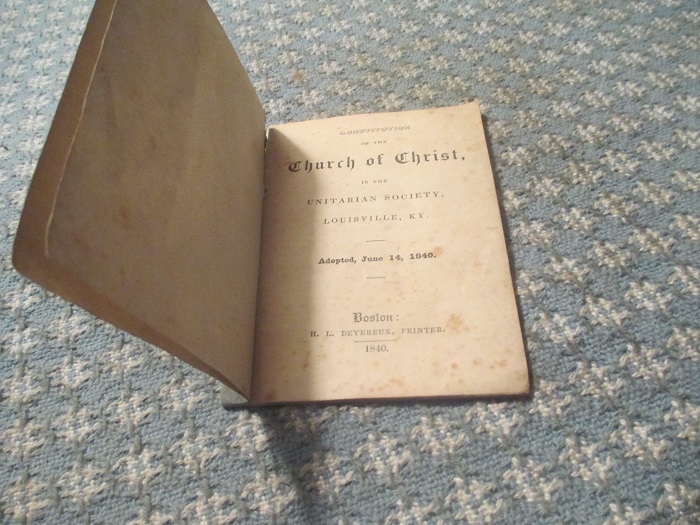 CONSTITUTION
OF THE
Church of Christ,
IN THE
UNITARIAN SOCIETY,
LOUISVILLE, KY.
Adopted, June 14, 1840.
Boston:
H. L. DEVEREUX, PRINTER.
1840.